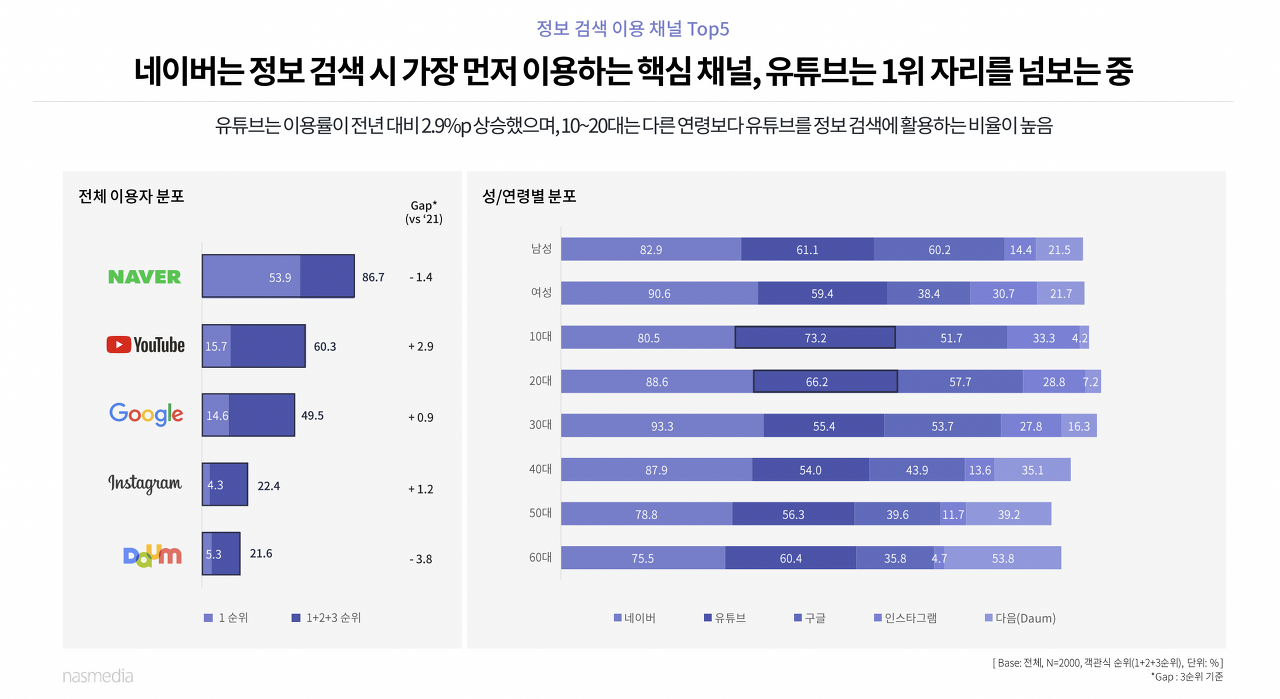 정보 검색 이용 채널 Top5
네이버는 정보 검색 시 가장 먼저 이용하는 핵심 채널, 유튜브는 1위 자리를 넘보는 중
유튜브는 이용률이 전년 대비 2.9%p 상승했으며, 10~20대는 다른 연령보다 유튜브를 정보 검색에 활용하는 비율이 높음
전체 이용자 분포
Gap*
(vs ‘21)
NAVER 53.9 86.7 - 1.4
YouTube 15.7 60.3 + 2.9
Google 14.6 49.5 + 0.9
Instagram 4.3 22.4 + 1.2
Daum 5.3 21.6 - 3.8
1 순위 1+2+3 순위
성/연령별 분포
남성 82.9 61.1 60.2 14.4 21.5
여성 90.6 59.4 38.4 30.7 21.7
10대 80.5 73.2 51.7 33.3 4.2
20대 88.6 66.2 57.7 28.8 7.2
30대 93.3 55.4 53.7 27.8 16.3
40대 87.9 54.0 43.9 13.6 35.1
50대 78.8 56.3 39.6 11.7 39.2
60대 75.5 60.4 35.8 4.7 53.8
네이버 유튜브 구글 인스타그램 다음(Daum)
nasmedia
[ Base: 전체, N=2000, 객관식 순위(1+2+3순위), 단위: % ]
*Gap : 3순위 기준